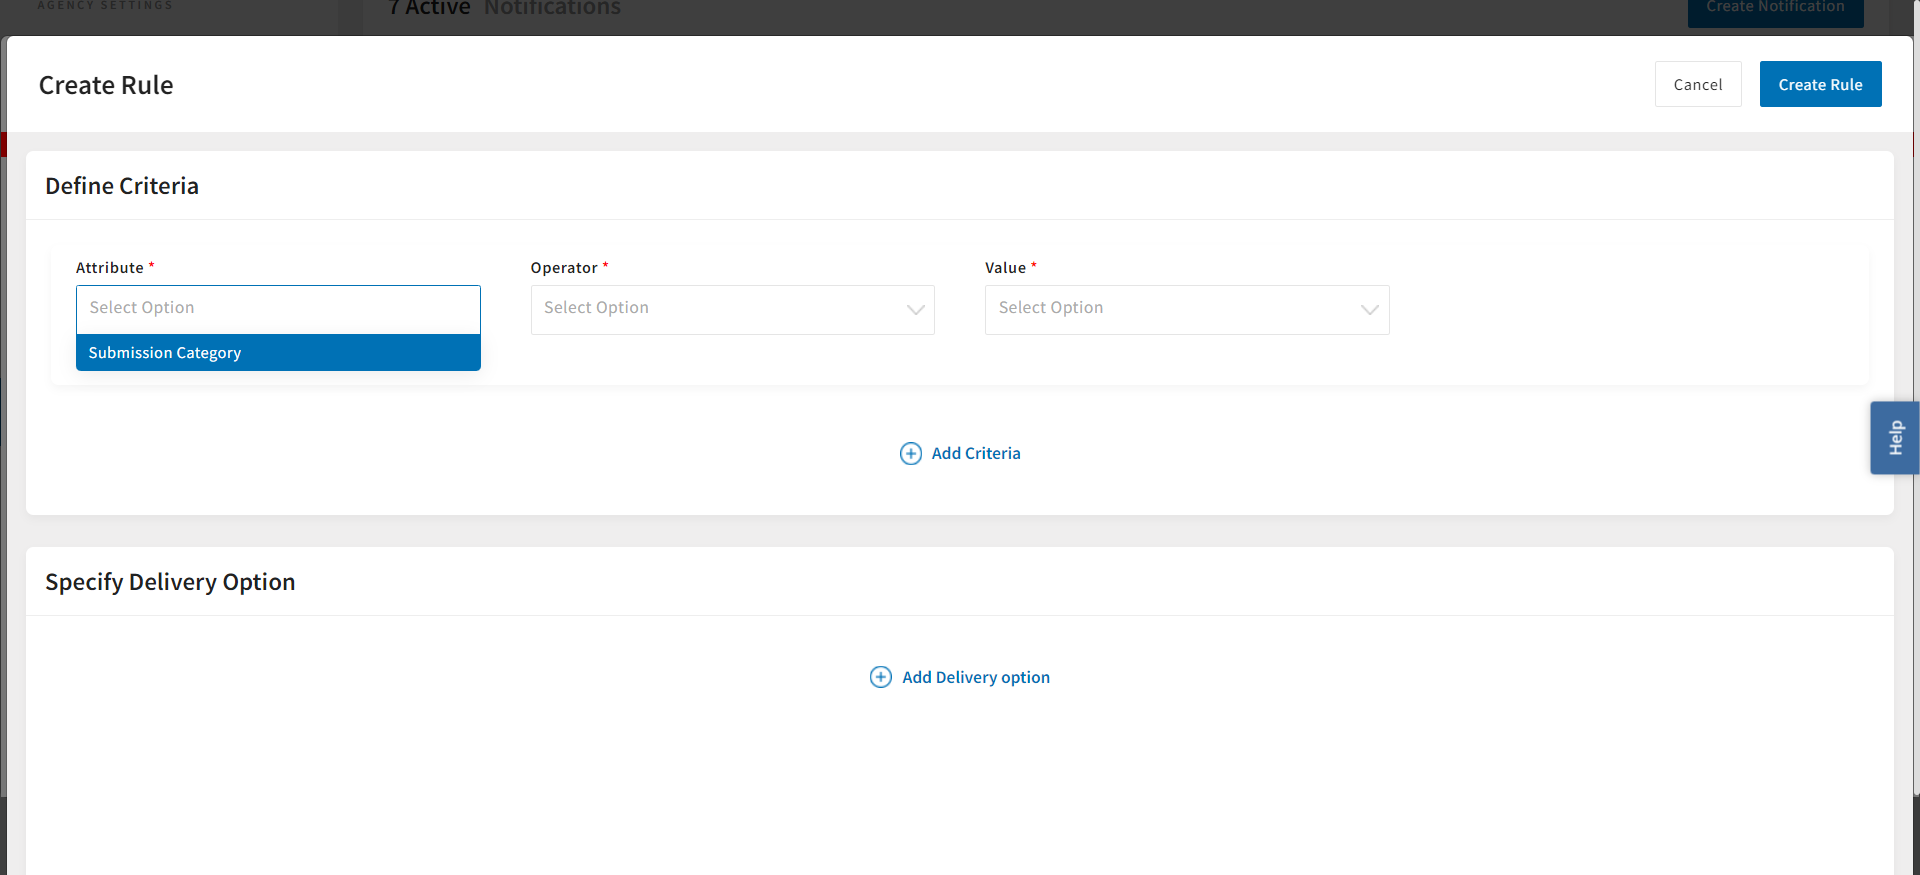 AGENCY SETTINGS
7 Active Notifications
Create Notification
Create Rule
Cancel
Create Rule
Define Criteria
Attribute *
Operator *
Value *
Select Option
Select Option
Select Option
Submission Category
Add Criteria
Help
Specify Delivery Option
Add Delivery option